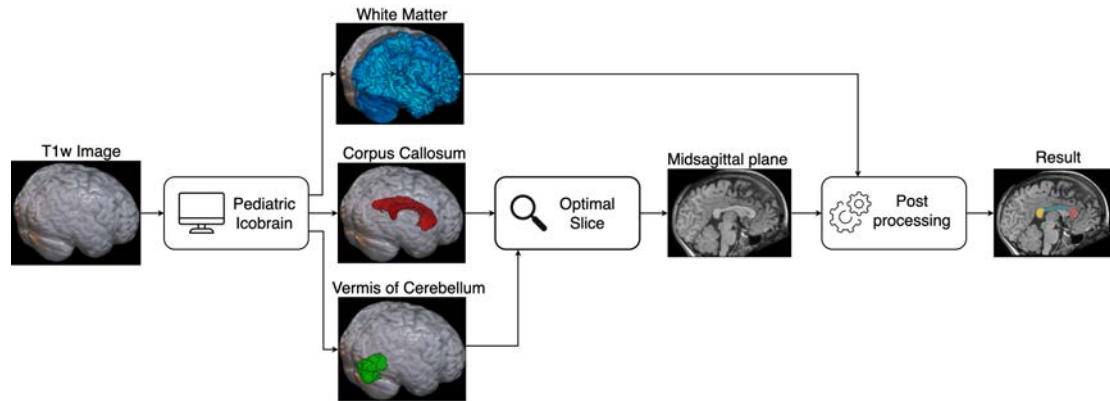 White Matter
T1w Image
Corpus Callosum
Midsagittal plane
Result
Pediatric
Icobrain
Optimal
Slice
Post
processing
Vermis of Cerebellum